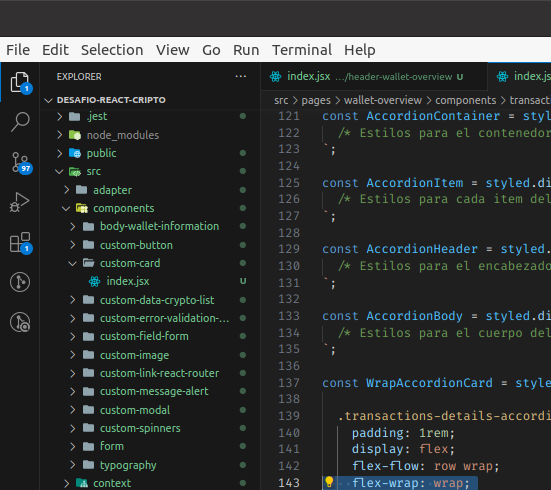 File Edit Selection View Go Run Terminal Help
EXPLORER
1
97
1
DESAFIO-REACT-CRIPTO
.jest
node_modules
public
src
adapter
components
body-wallet-information
custom-button
custom-card
index.jsx U
custom-data-crypto-list
custom-error-validation-...
custom-field-form
custom-image
custom-link-react-router
custom-message-alert
custom-modal
custom-spinners
form
typography
context
index.jsx .../header-wallet-overview U
index.js
src > pages > wallet-overview > components > transact
121 const AccordionContainer = styl
122 /* Estilos para el contenedor
123 `;
124
125 const AccordionItem = styled.di
126 /* Estilos para cada item del
127 `;
128
129 const AccordionHeader = styled.
130 /* Estilos para el encabezado
131 `;
132
133 const AccordionBody = styled.di
134 /* Estilos para el cuerpo del
135 `;
136
137 const WrapAccordionCard = style
138
139 .transactions-details-accordi
140 padding: 1rem;
141 display: flex;
142 flex-flow: row wrap;
143 flex-wrap: wrap;